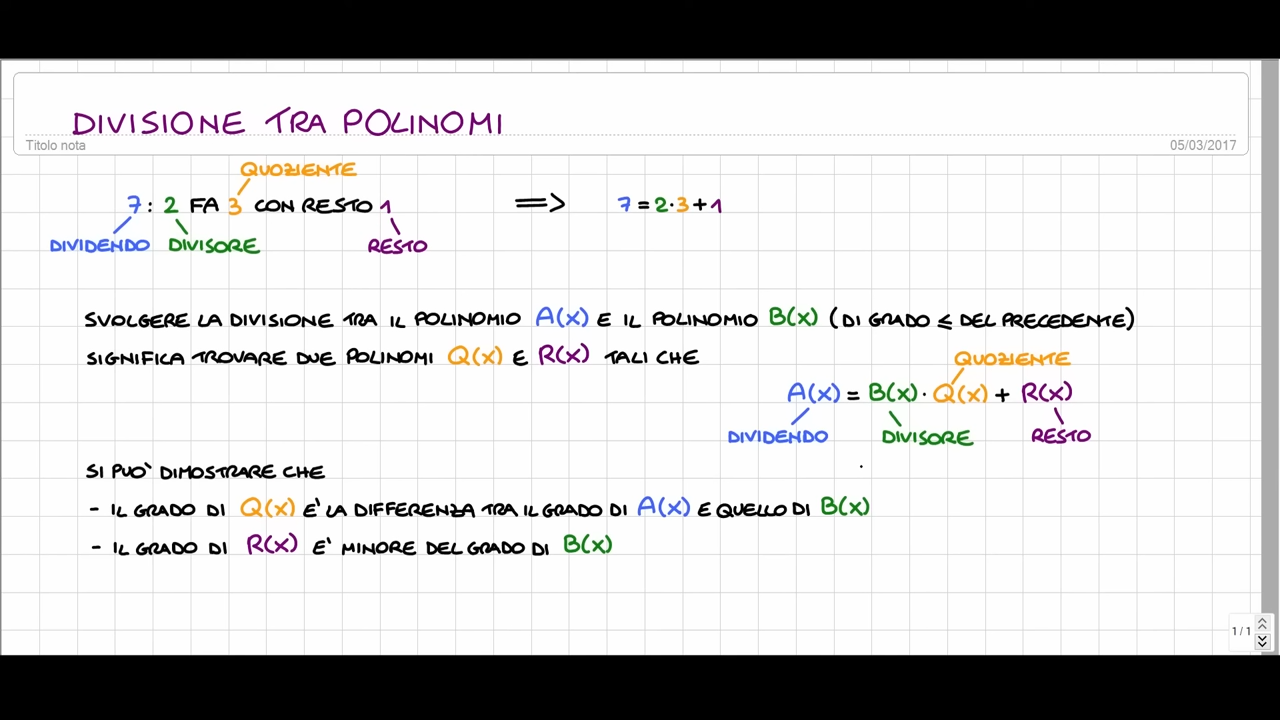 DIVISIONE TRA POLINOMI
Titolo nota
05/03/2017
QUOZIENTE
7 : 2 FA 3 CON RESTO 1 => 7 = 2·3+1
DIVIDENDO DIVISORE RESTO
SVOLGERE LA DIVISIONE TRA IL POLINOMIO A(x) E IL POLINOMIO B(x) (DI GRADO ≤ DEL PRECEDENTE)
SIGNIFICA TROVARE DUE POLINOMI Q(x) E R(x) TALI CHE
QUOZIENTE
A(x) = B(x) · Q(x) + R(x)
DIVIDENDO DIVISORE RESTO
SI PUO' DIMOSTRARE CHE
- IL GRADO DI Q(x) E' LA DIFFERENZA TRA IL GRADO DI A(x) E QUELLO DI B(x)
- IL GRADO DI R(x) E' MINORE DEL GRADO DI B(x)
1 / 1